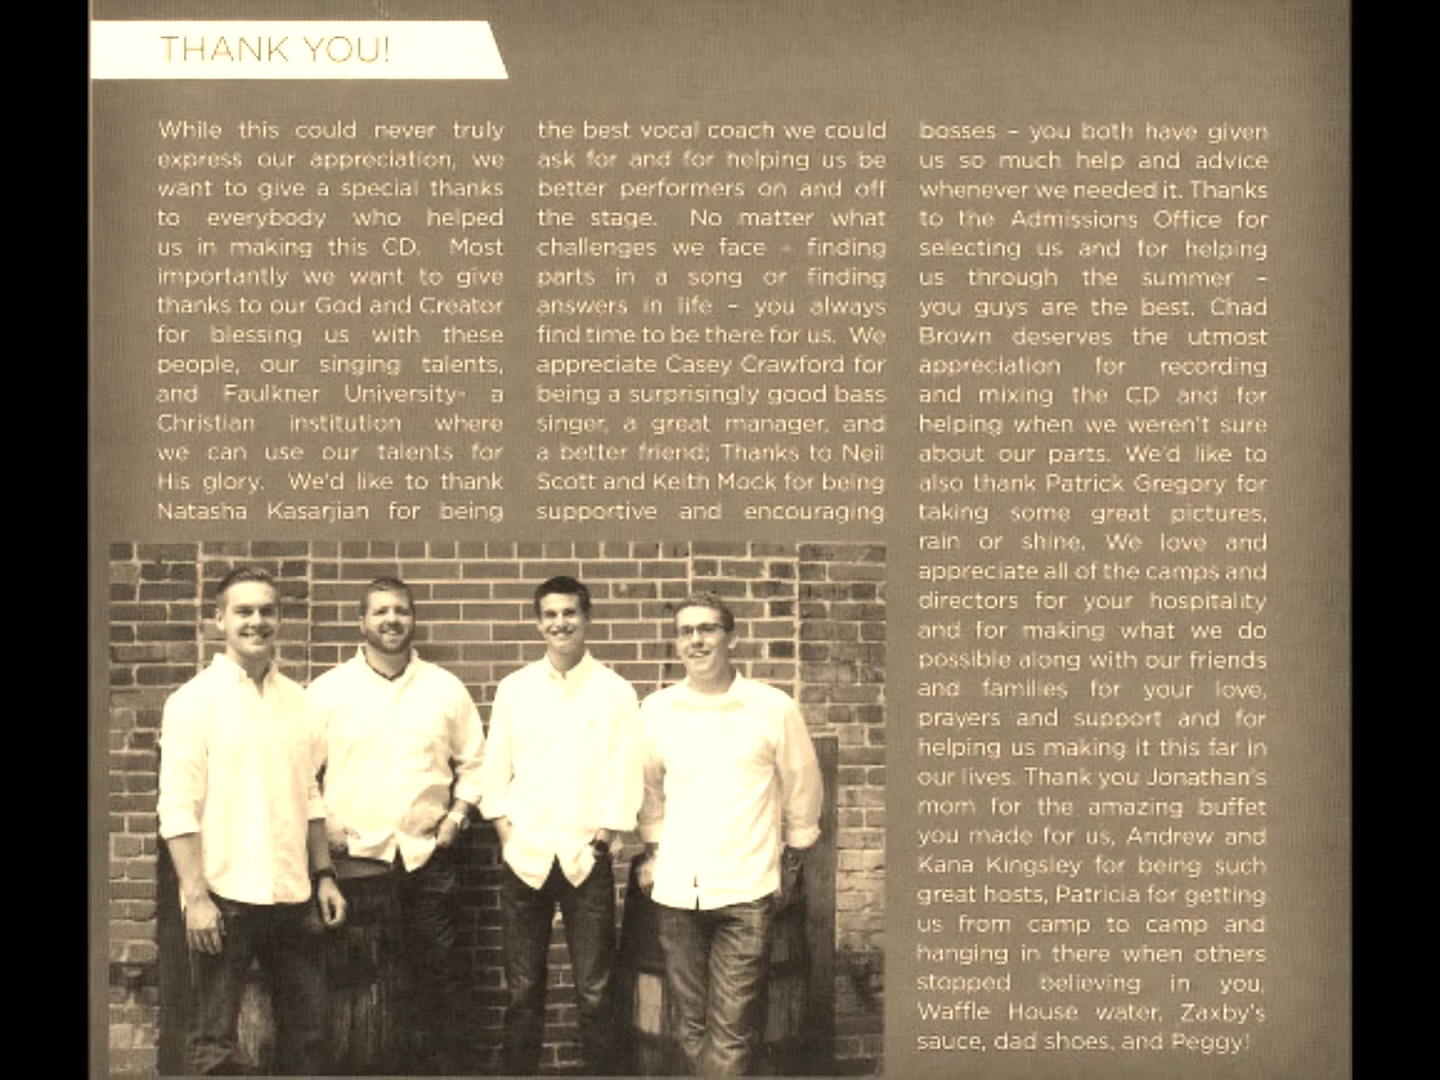 THANK YOU!
While this could never truly
express our appreciation, we
want to give a special thanks
to everybody who helped
us in making this CD. Most
importantly we want to give
thanks to our God and Creator
for blessing us with these
people, our singing talents,
and Faulkner University- a
Christian institution where
we can use our talents for
His glory. We'd like to thank
Natasha Kasarjian for being
the best vocal coach we could
ask for and for helping us be
better performers on and off
the stage. No matter what
challenges we face - finding
parts in a song or finding
answers in life - you always
find time to be there for us. We
appreciate Casey Crawford for
being a surprisingly good bass
singer, a great manager, and
a better friend; Thanks to Neil
Scott and Keith Mock for being
supportive and encouraging
bosses - you both have given
us so much help and advice
whenever we needed it. Thanks
to the Admissions Office for
selecting us and for helping
us through the summer -
you guys are the best. Chad
Brown deserves the utmost
appreciation for recording
and mixing the CD and for
helping when we weren't sure
about our parts. We'd like to
also thank Patrick Gregory for
taking some great pictures,
rain or shine. We love and
appreciate all of the camps and
directors for your hospitality
and for making what we do
possible along with our friends
and families for your love,
prayers and support and for
helping us making it this far in
our lives. Thank you Jonathan's
mom for the amazing buffet
you made for us, Andrew and
Kana Kingsley for being such
great hosts, Patricia for getting
us from camp to camp and
hanging in there when others
stopped believing in you,
Waffle House water, Zaxby's
sauce, dad shoes, and Peggy!